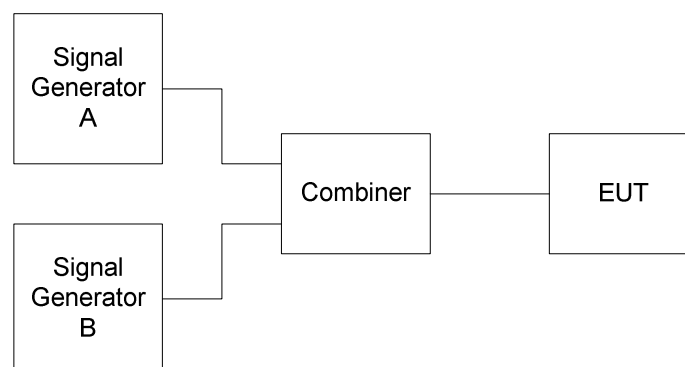 Signal
Generator
A
Combiner
EUT
Signal
Generator
B